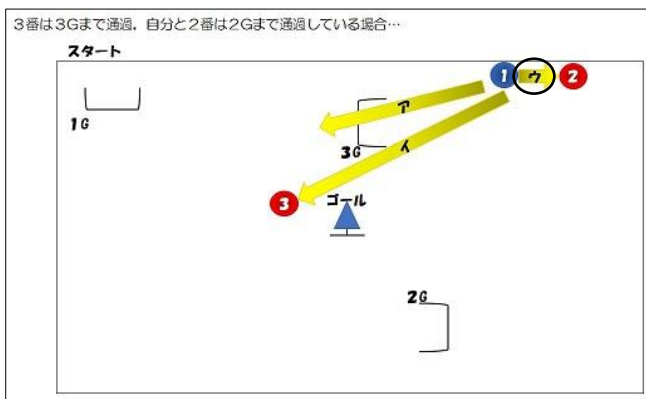 3番は3Gまで通過，自分と2番は2Gまで通過している場合…
スタート
1 ウ 2
ア
1G
3G イ
3 ゴール
2G